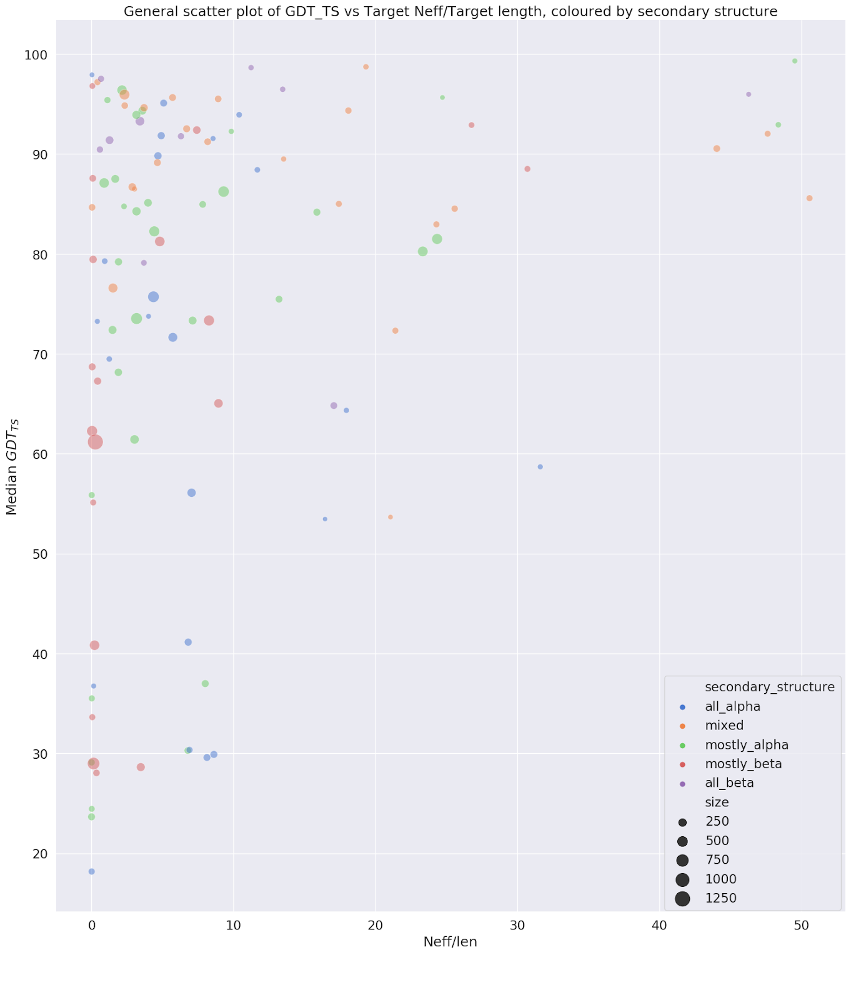 General scatter plot of GDT_TS vs Target Neff/Target length, coloured by secondary structure
100
90
80
70
60
50
40
30
20
Median GDT_TS
0 10 20 30 40 50
Neff/len
secondary_structure
all_alpha
mixed
mostly_alpha
mostly_beta
all_beta
size
250
500
750
1000
1250